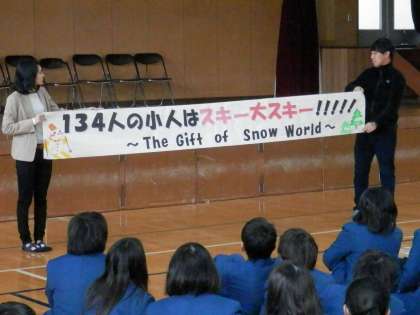 134人の小人はスキー大スキー!!!!!
～The Gift of Snow World～